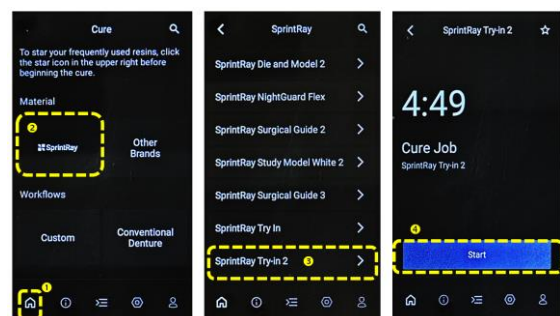 Cure
To star your frequently used resins, click
the star icon in the upper right before
beginning the cure.
Material
2
SprintRay
Other
Brands
Workflows
Custom
Conventional
Denture
1
SprintRay
SprintRay Die and Model 2
SprintRay NightGuard Flex
SprintRay Surgical Guide 2
SprintRay Study Model White 2
SprintRay Surgical Guide 3
SprintRay Try In
SprintRay Try-in 2
3
SprintRay Try-in 2
4:49
Cure Job
SprintRay Try-in 2
4
Start